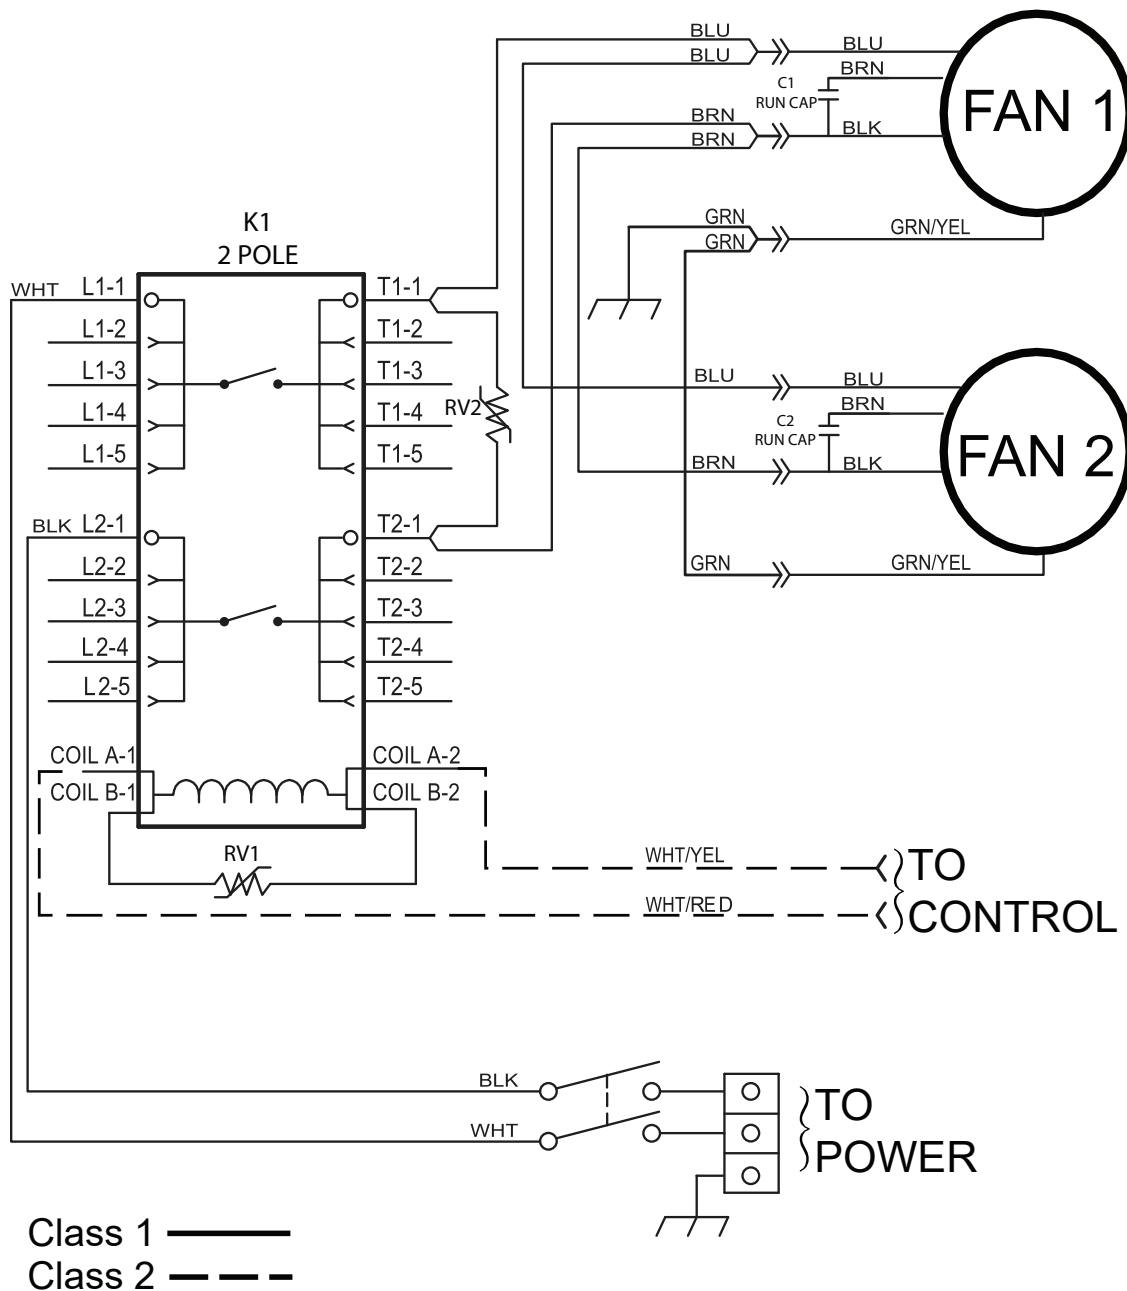 BLU
BLU
BLU
BRN
C1
RUN CAP
BRN
BRN
BLK
FAN 1
GRN
GRN
GRN/YEL
K1
2 POLE
WHT
L1-1
T1-1
L1-2
T1-2
L1-3
T1-3
L1-4
T1-4
L1-5
T1-5
RV2
BLU
BLU
BRN
C2
RUN CAP
BRN
BLK
FAN 2
BLK
L2-1
T2-1
L2-2
T2-2
L2-3
T2-3
L2-4
T2-4
L2-5
T2-5
GRN
GRN/YEL
COIL A-1
COIL A-2
COIL B-1
COIL B-2
RV1
WHT/YEL
WHT/RED
TO
CONTROL
BLK
WHT
TO
POWER
Class 1
Class 2